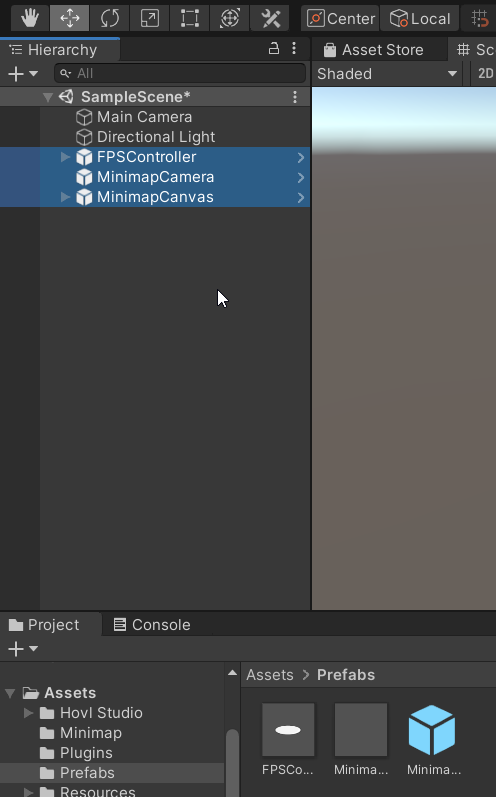 Center Local
Hierarchy
All
SampleScene*
Main Camera
Directional Light
FPSController
MinimapCamera
MinimapCanvas
Asset Store Sc
Shaded 2D
Project Console
Assets
Hovl Studio
Minimap
Plugins
Prefabs
Resources
Assets > Prefabs
FPSCo... Minima... Minima...